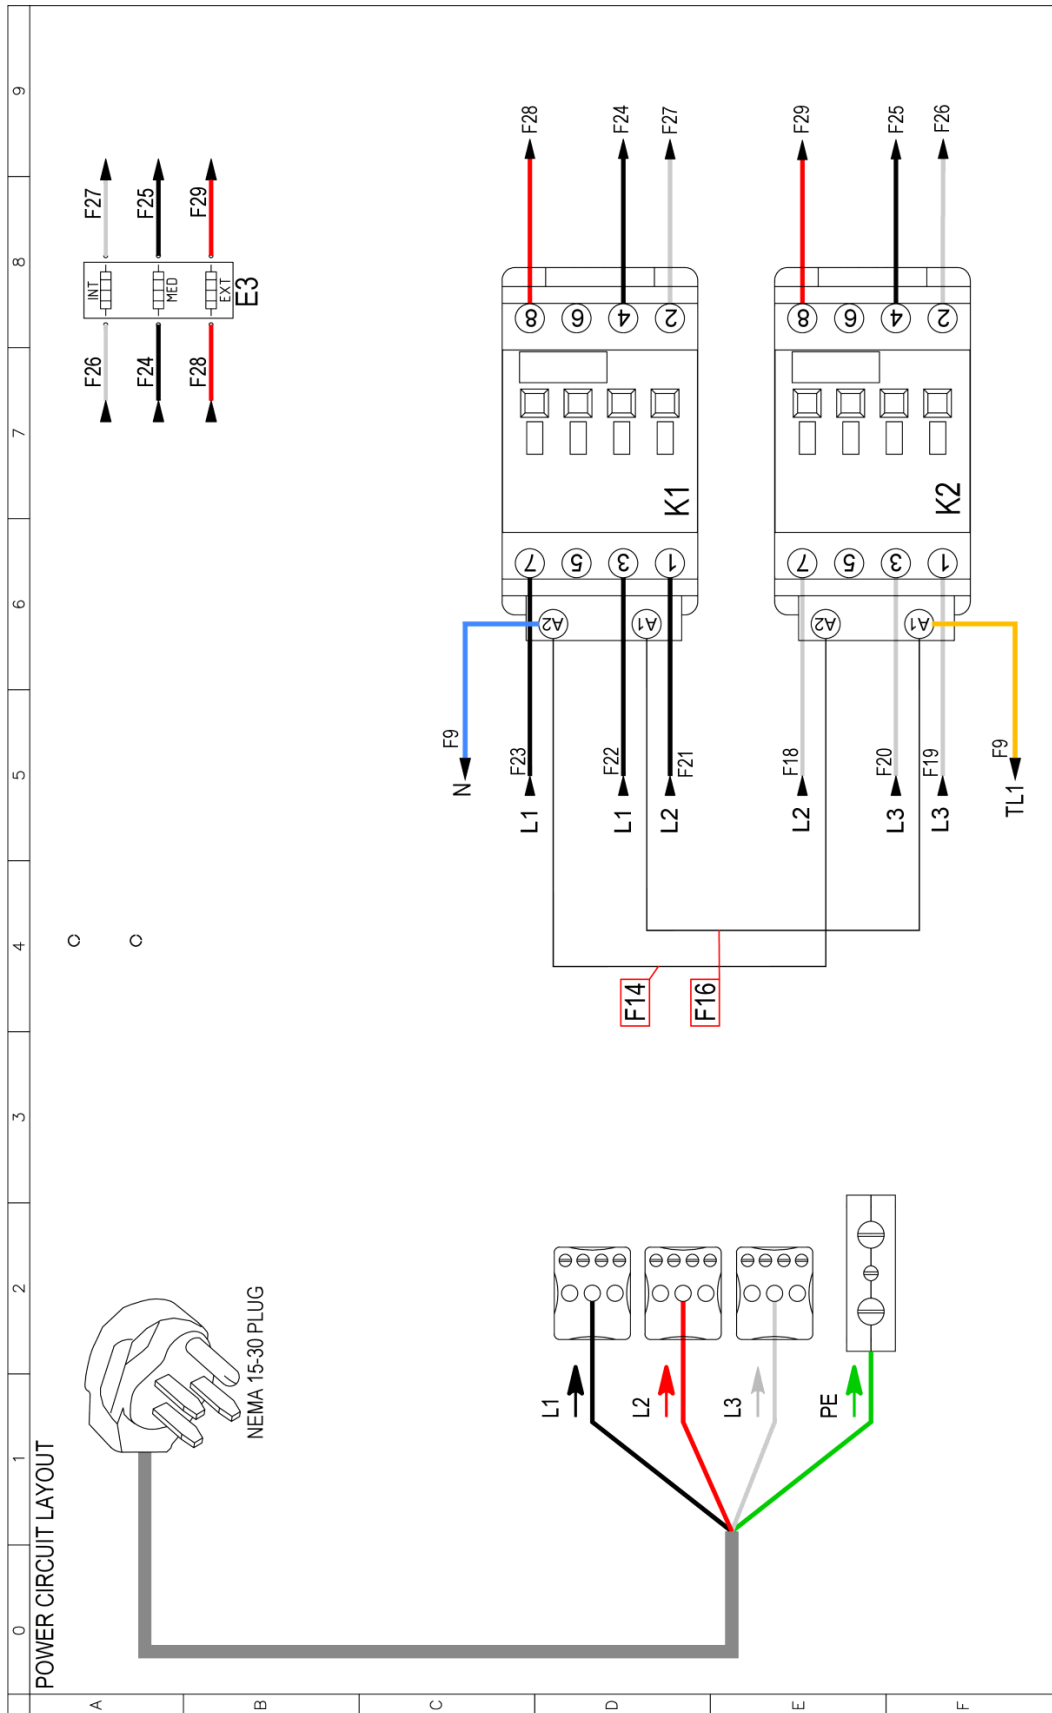 POWER CIRCUIT LAYOUT
0
1
2
3
4
5
6
7
8
9
A
B
C
D
E
F
NEMA 15-30 PLUG
L1
L2
L3
PE
F26
F24
F28
INT
MED
EXT
E3
F27
F25
F29
N
F9
L1
F23
L1
F22
L2
F21
A2
A1
7
5
3
1
K1
8
6
4
2
F28
F24
F27
F14
F16
L2
F18
L3
F20
L3
F19
TL1
F9
A2
A1
7
5
3
1
K2
8
6
4
2
F29
F25
F26